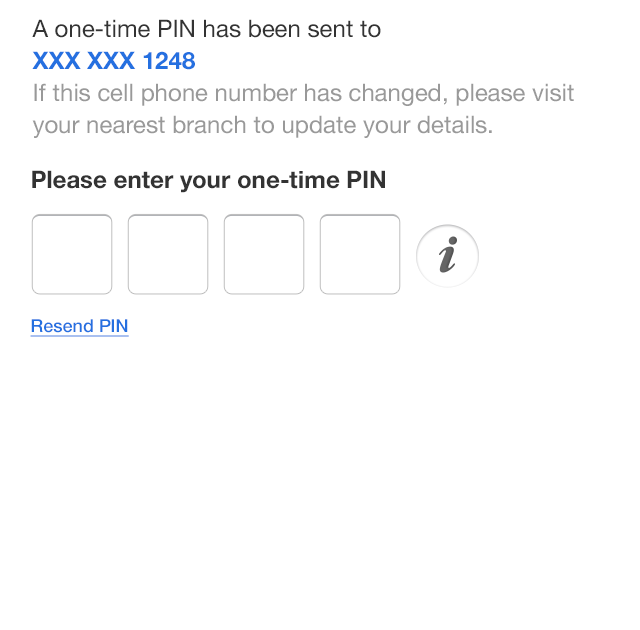 A one-time PIN has been sent to
XXX XXX 1248
If this cell phone number has changed, please visit
your nearest branch to update your details.
Please enter your one-time PIN
i
Resend PIN